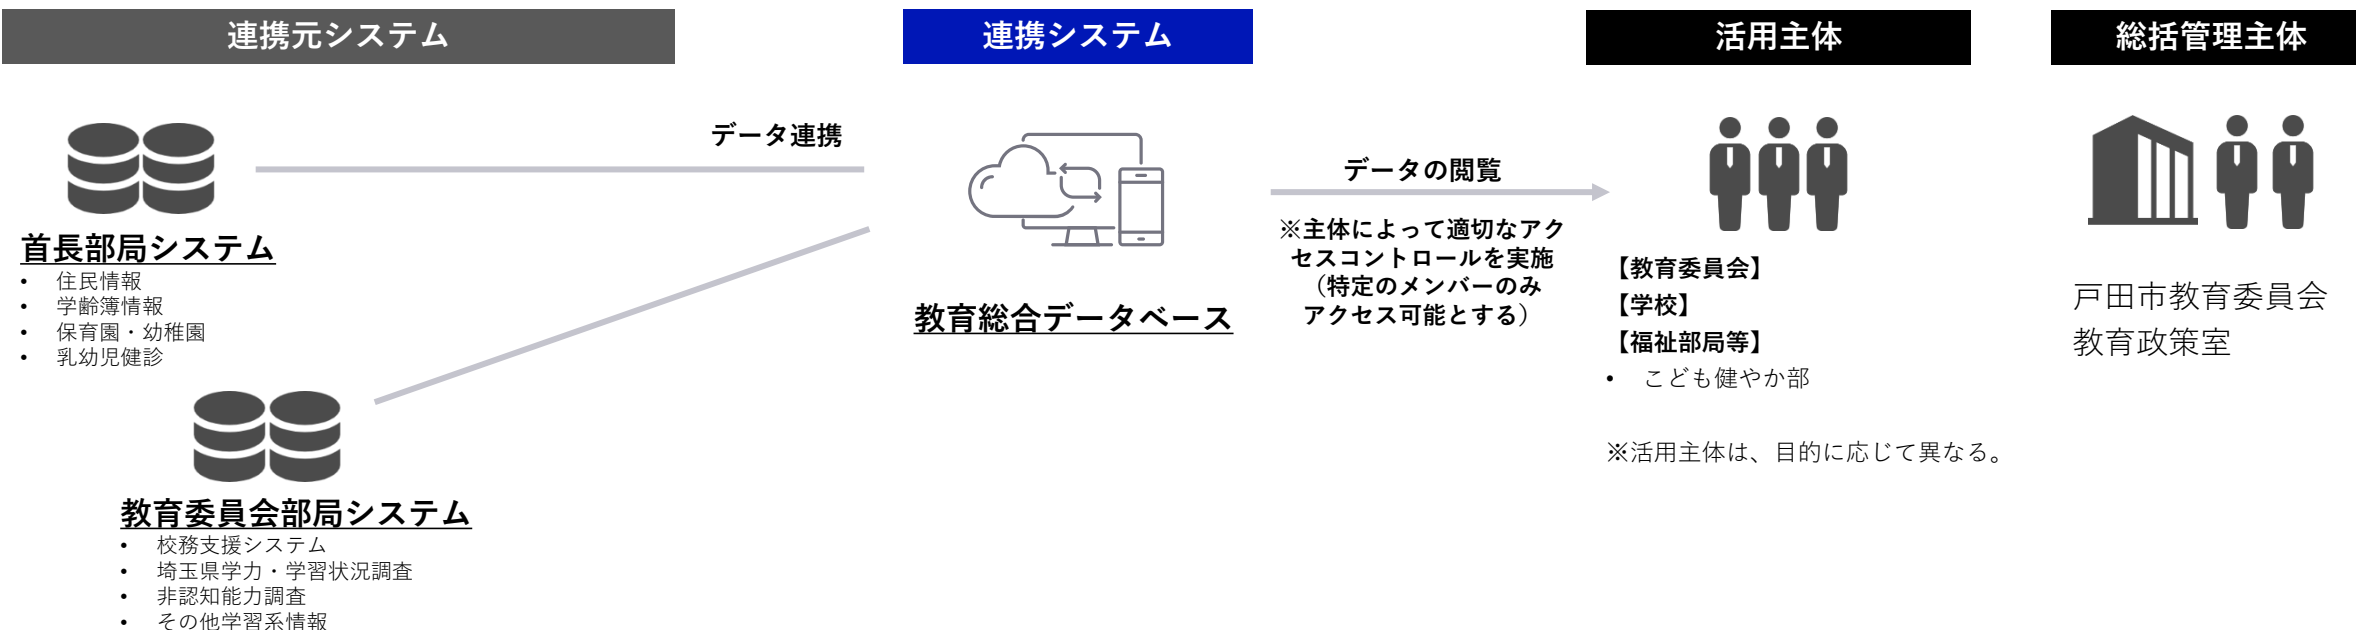 連携元システム
連携システム
活用主体
総括管理主体
データ連携
首長部局システム
• 住民情報
• 学齢簿情報
• 保育園・幼稚園
• 乳幼児健診
教育委員会部局システム
• 校務支援システム
• 埼玉県学力・学習状況調査
• 非認知能力調査
• その他学習系情報
教育総合データベース
データの閲覧
※主体によって適切なアク
セスコントロールを実施
（特定のメンバーのみ
アクセス可能とする）
【教育委員会】
【学校】
【福祉部局等】
• こども健やか部
※活用主体は、目的に応じて異なる。
戸田市教育委員会
教育政策室